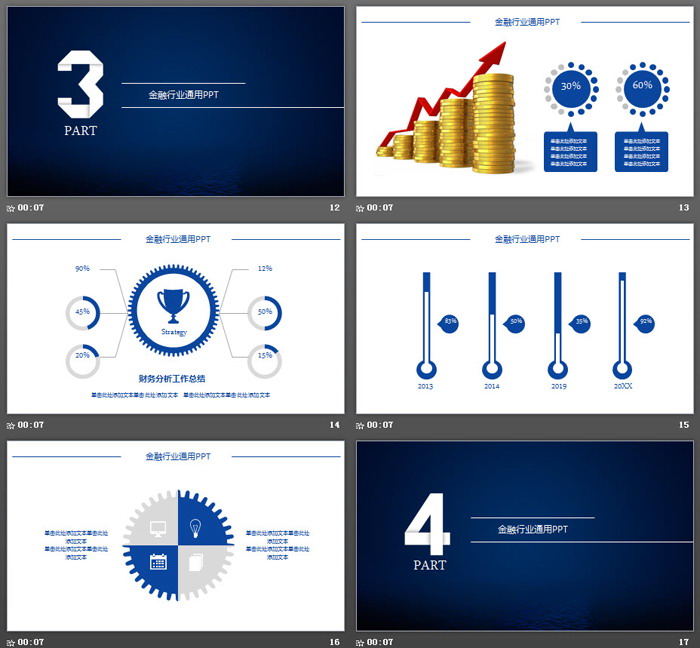 3
PART
金融行业通用PPT
00:07
12
金融行业通用PPT
30%
60%
单击此处添加文本
单击此处添加文本
单击此处添加文本
单击此处添加文本
单击此处添加文本
单击此处添加文本
单击此处添加文本
单击此处添加文本
00:07
13
金融行业通用PPT
90%
12%
45%
50%
20%
15%
Strategy
财务分析工作总结
单击此处添加文本单击此处添加文本 单击此处添加文本单击此处添加文本
00:07
14
金融行业通用PPT
83%
50%
35%
92%
2013
2014
2019
20XX
00:07
15
金融行业通用PPT
单击此处添加文本单击此处
添加文本
单击此处添加文本单击此处
添加文本
单击此处添加文本单击此处
添加文本
单击此处添加文本单击此处
添加文本
00:07
16
4
PART
金融行业通用PPT
00:07
17